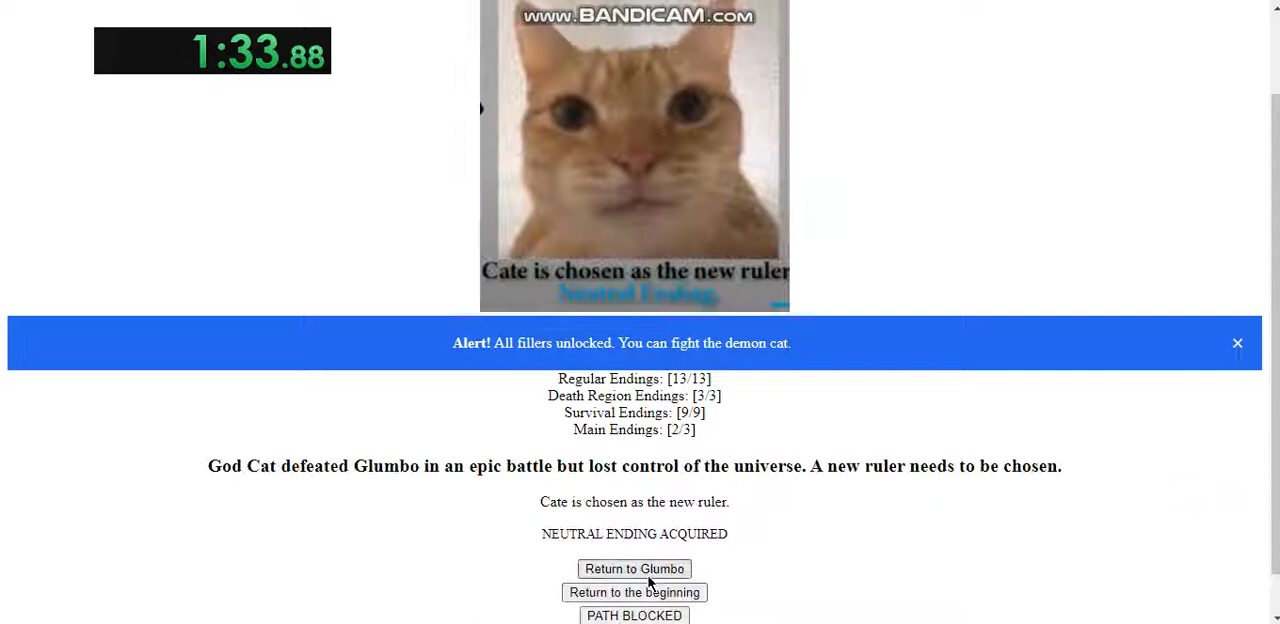 www.BANDICAM.com
1:33.88
Cate is chosen as the new ruler
Neutral Ending.
Alert! All fillers unlocked. You can fight the demon cat.
×
Regular Endings: [13/13]
Death Region Endings: [3/3]
Survival Endings: [9/9]
Main Endings: [2/3]
God Cat defeated Glumbo in an epic battle but lost control of the universe. A new ruler needs to be chosen.
Cate is chosen as the new ruler.
NEUTRAL ENDING ACQUIRED
Return to Glumbo
Return to the beginning
PATH BLOCKED